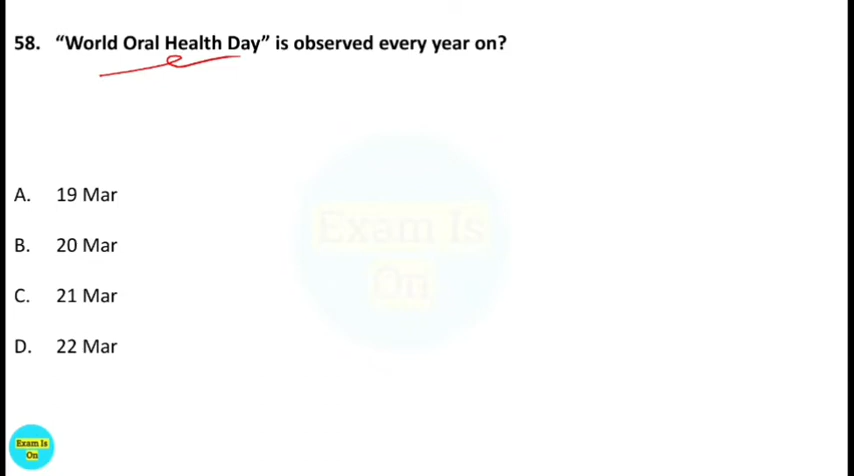 58. “World Oral Health Day” is observed every year on?
A. 19 Mar
Exam Is
On
B. 20 Mar
C. 21 Mar
D. 22 Mar
Exam Is
On